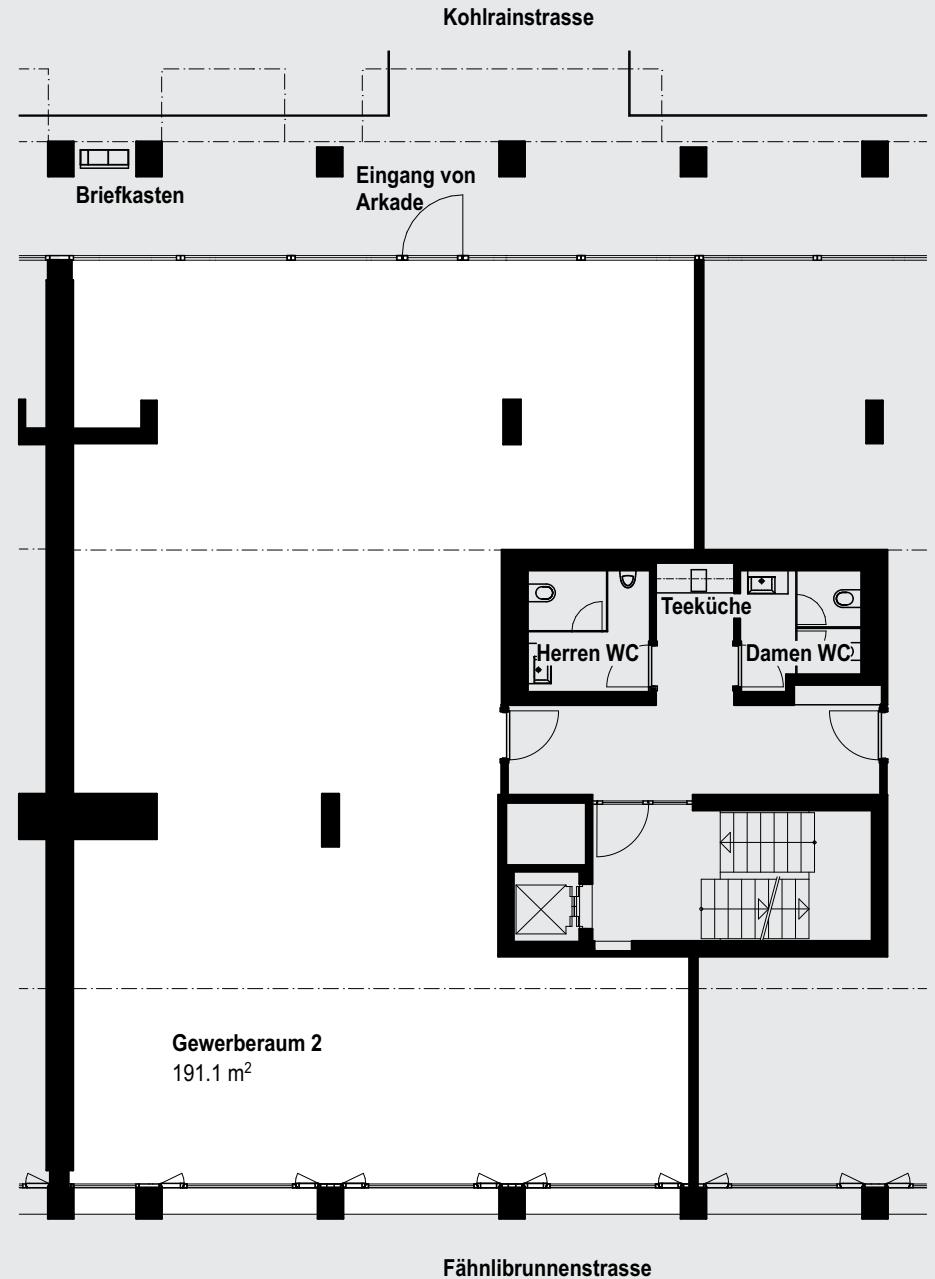 Kohlrainstrasse
Briefkasten
Eingang von
Arkade
Teeküche
Herren WC
Damen WC
Gewerberaum 2
191.1 m²
Fähnlibrunnenstrasse